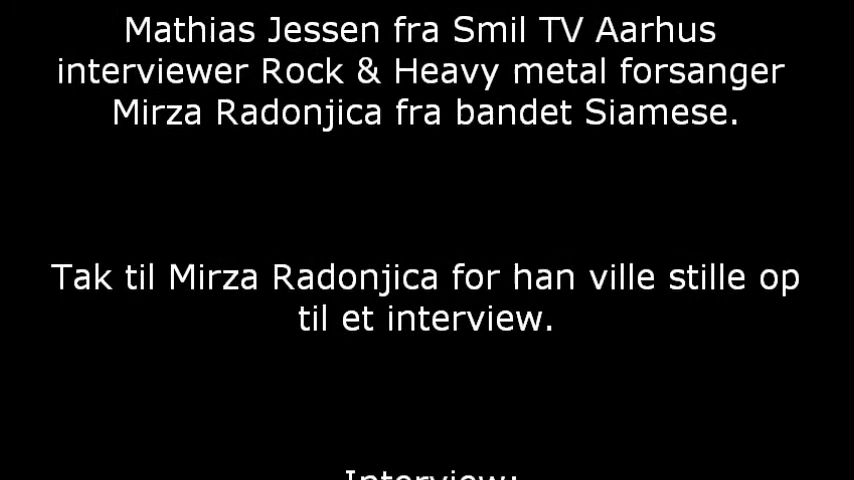 Mathias Jessen fra Smil TV Aarhus
interviewer Rock & Heavy metal forsanger
Mirza Radonjica fra bandet Siamese.
Tak til Mirza Radonjica for han ville stille op
til et interview.
Interview: